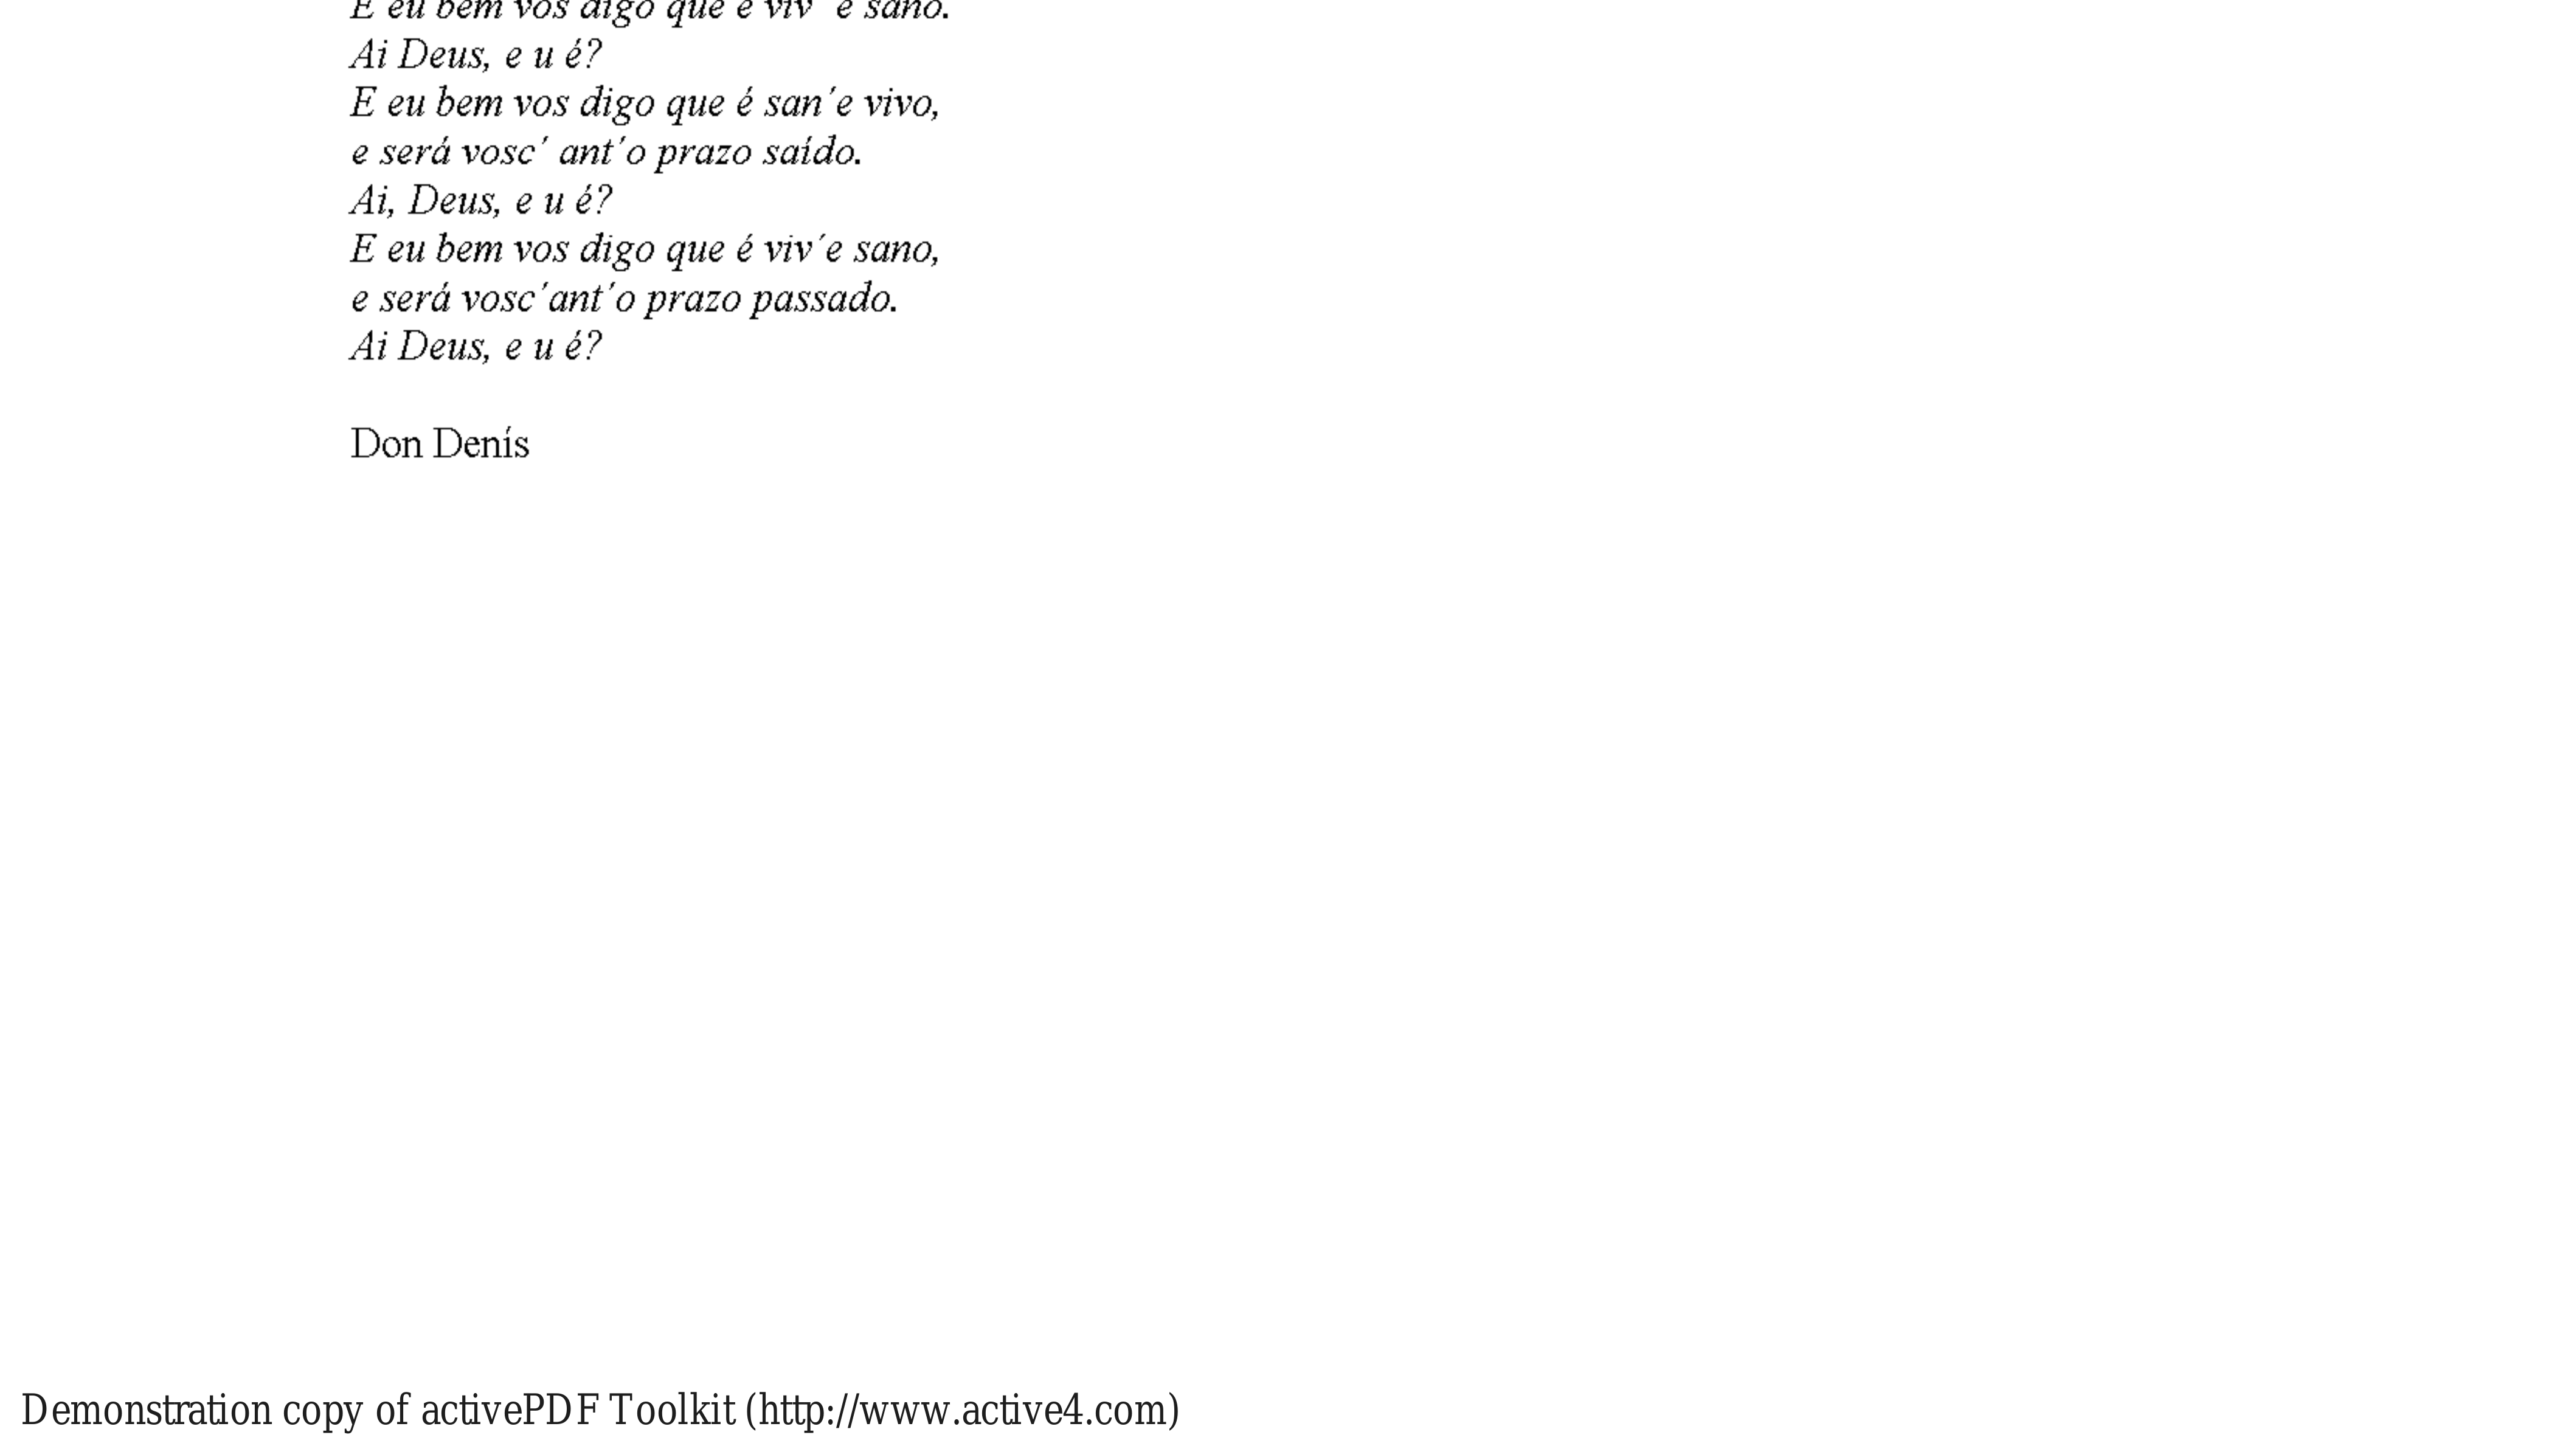 E eu bem vos digo que é viv´ e sano.
Ai Deus, e u é?
E eu bem vos digo que é san´e vivo,
e será vosc´ ant´o prazo saído.
Ai, Deus, e u é?
E eu bem vos digo que é viv´e sano,
e será vosc´ant´o prazo passado.
Ai Deus, e u é?
Don Denís
Demonstration copy of activePDF Toolkit (http://www.active4.com)